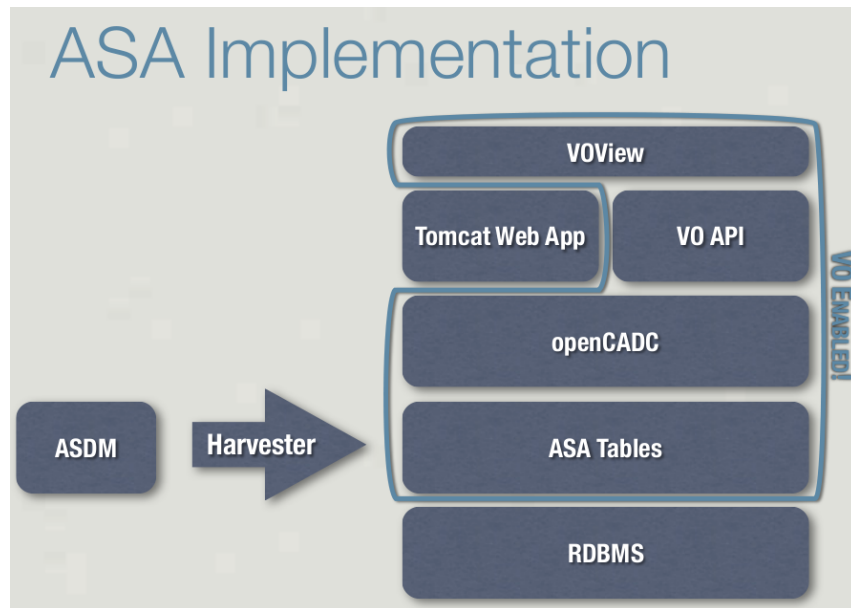 ASA Implementation
VOView
Tomcat Web App
VO API
VO ENABLED!
openCADC
ASDM
Harvester
ASA Tables
RDBMS